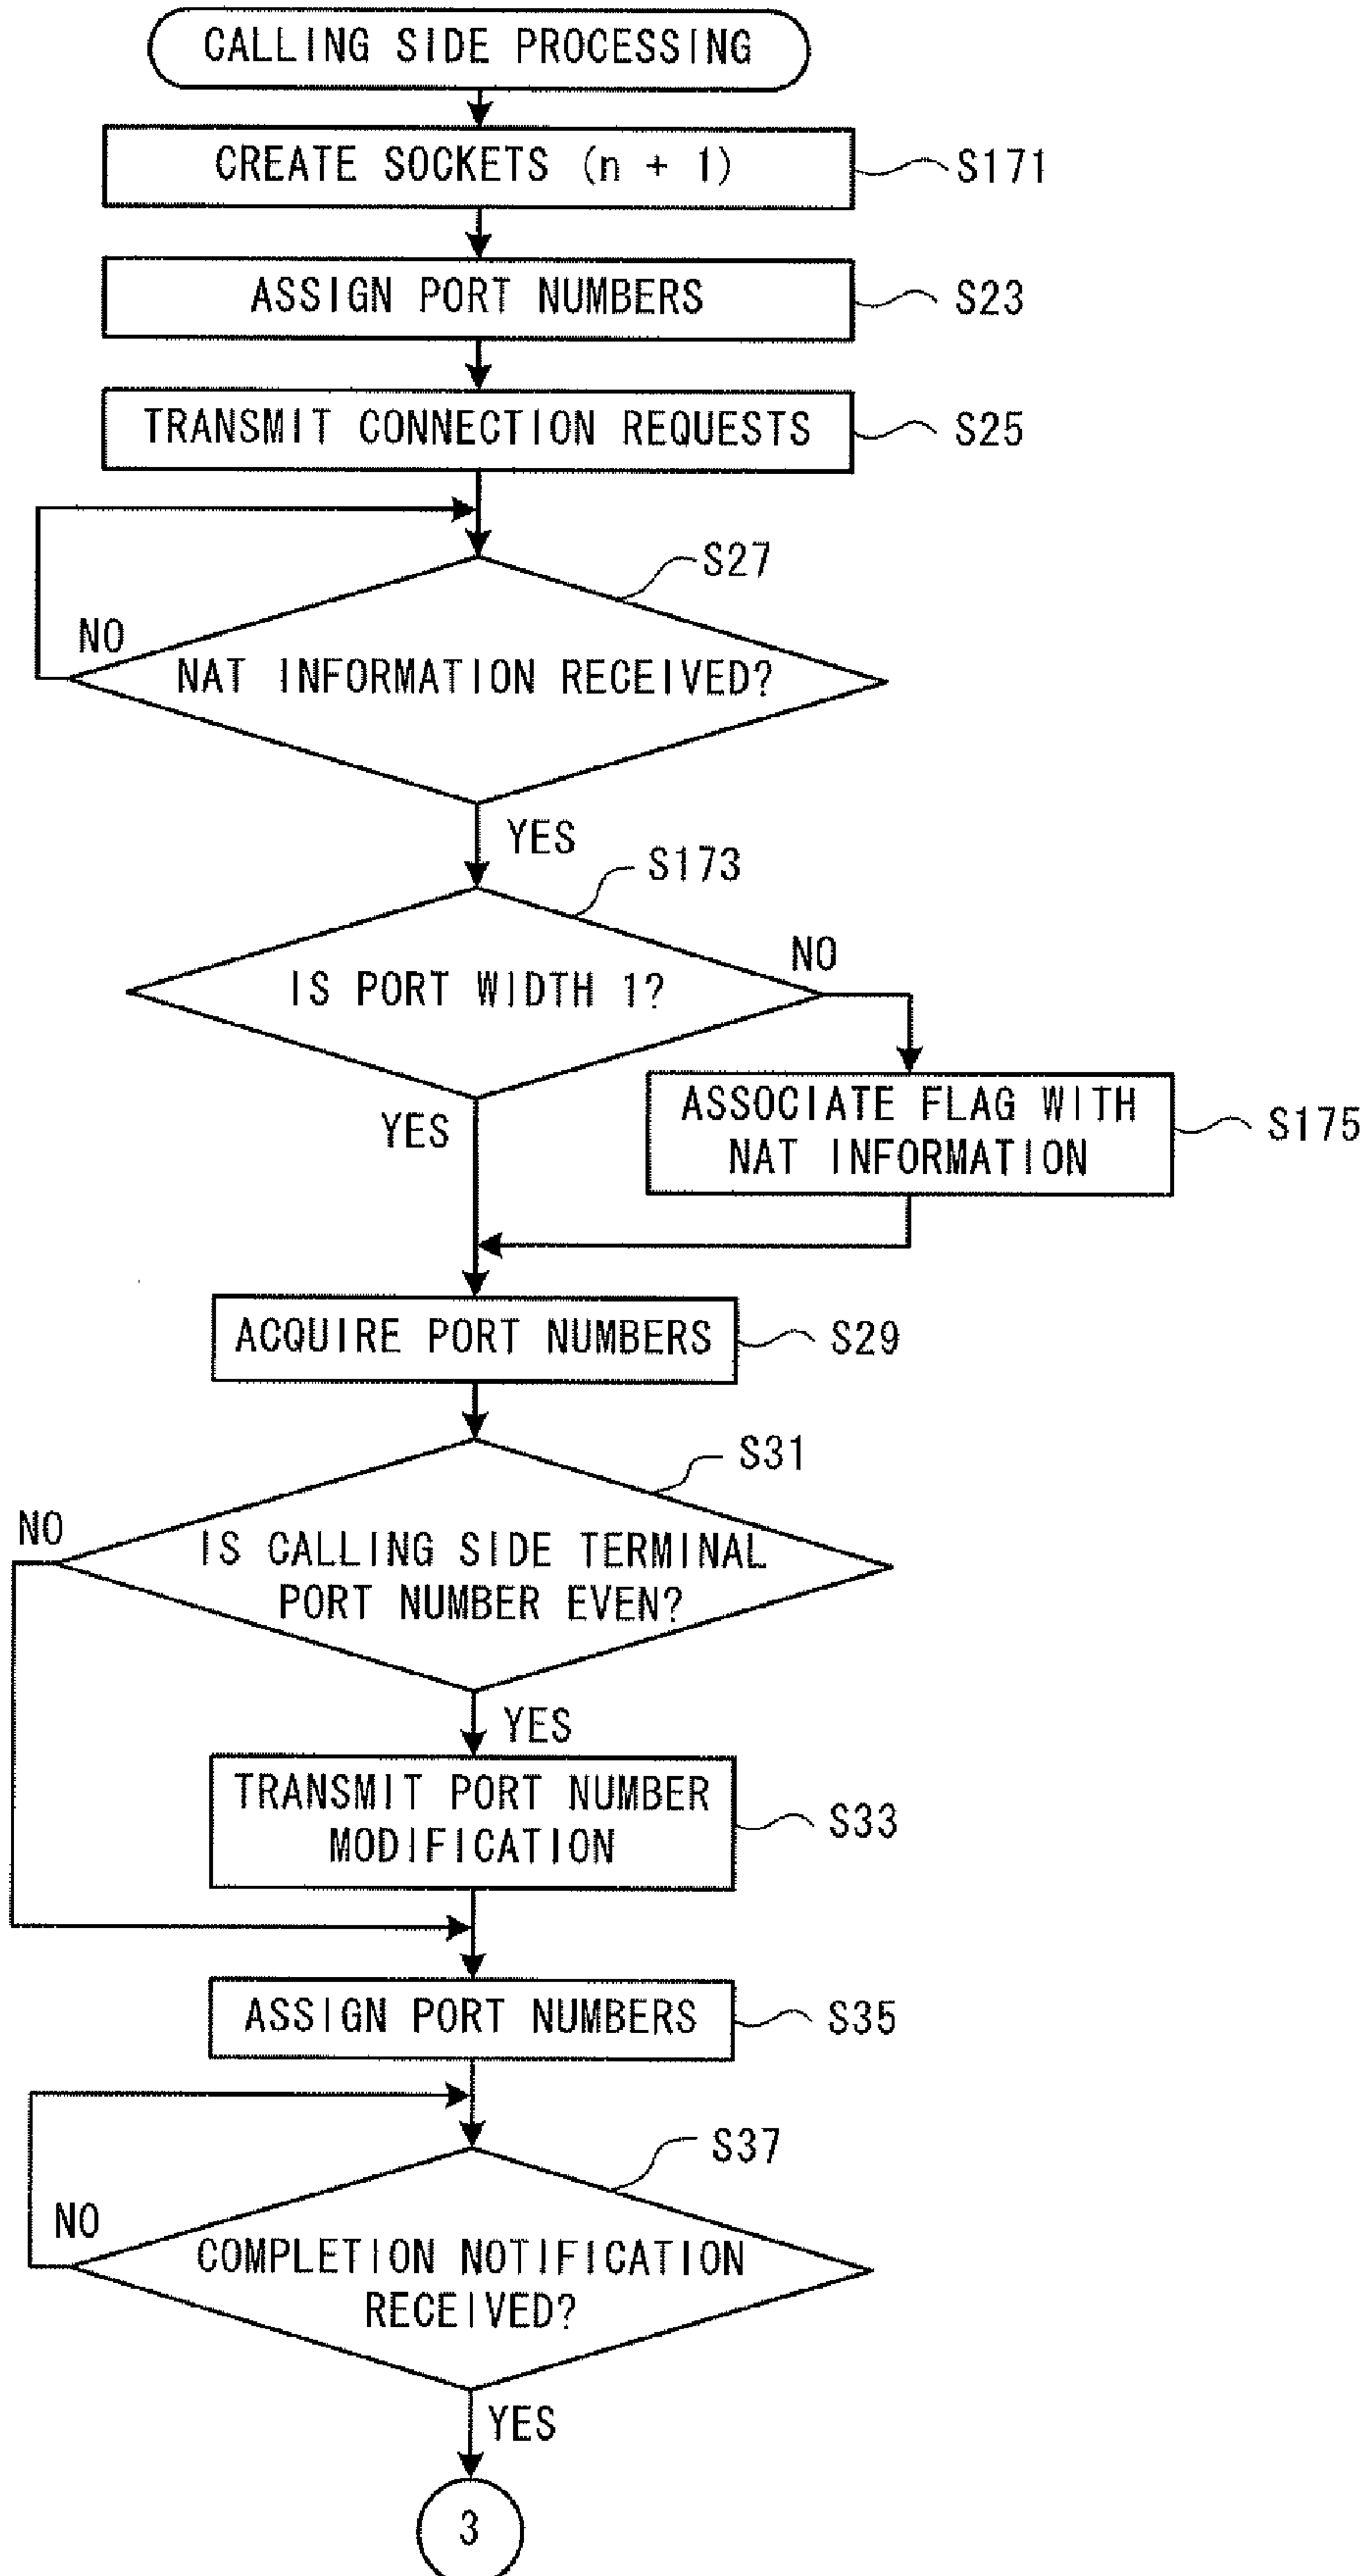 CALLING SIDE PROCESSING
CREATE SOCKETS (n + 1)
S171
ASSIGN PORT NUMBERS
S23
TRANSMIT CONNECTION REQUESTS
S25
S27
NO
NAT INFORMATION RECEIVED?
YES
S173
NO
IS PORT WIDTH 1?
YES
ASSOCIATE FLAG WITH
NAT INFORMATION
S175
ACQUIRE PORT NUMBERS
S29
S31
NO
IS CALLING SIDE TERMINAL
PORT NUMBER EVEN?
YES
TRANSMIT PORT NUMBER
MODIFICATION
S33
ASSIGN PORT NUMBERS
S35
S37
NO
COMPLETION NOTIFICATION
RECEIVED?
YES
3